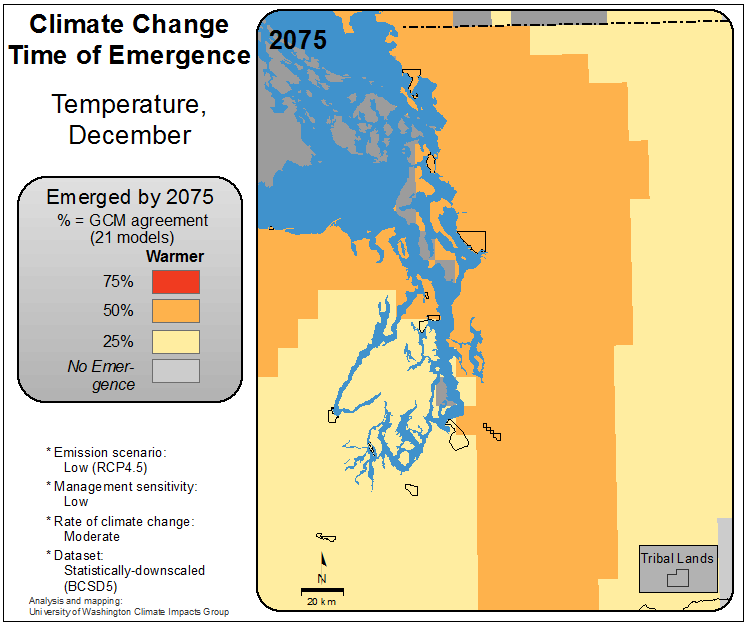 Climate Change
Time of Emergence
Temperature,
December
Emerged by 2075
% = GCM agreement
(21 models)
Warmer
75%
50%
25%
No Emer-
gence
* Emission scenario:
Low (RCP4.5)
* Management sensitivity:
Low
* Rate of climate change:
Moderate
* Dataset:
Statistically-downscaled
(BCSD5)
Analysis and mapping:
University of Washington Climate Impacts Group
2075
N
20 km
Tribal Lands